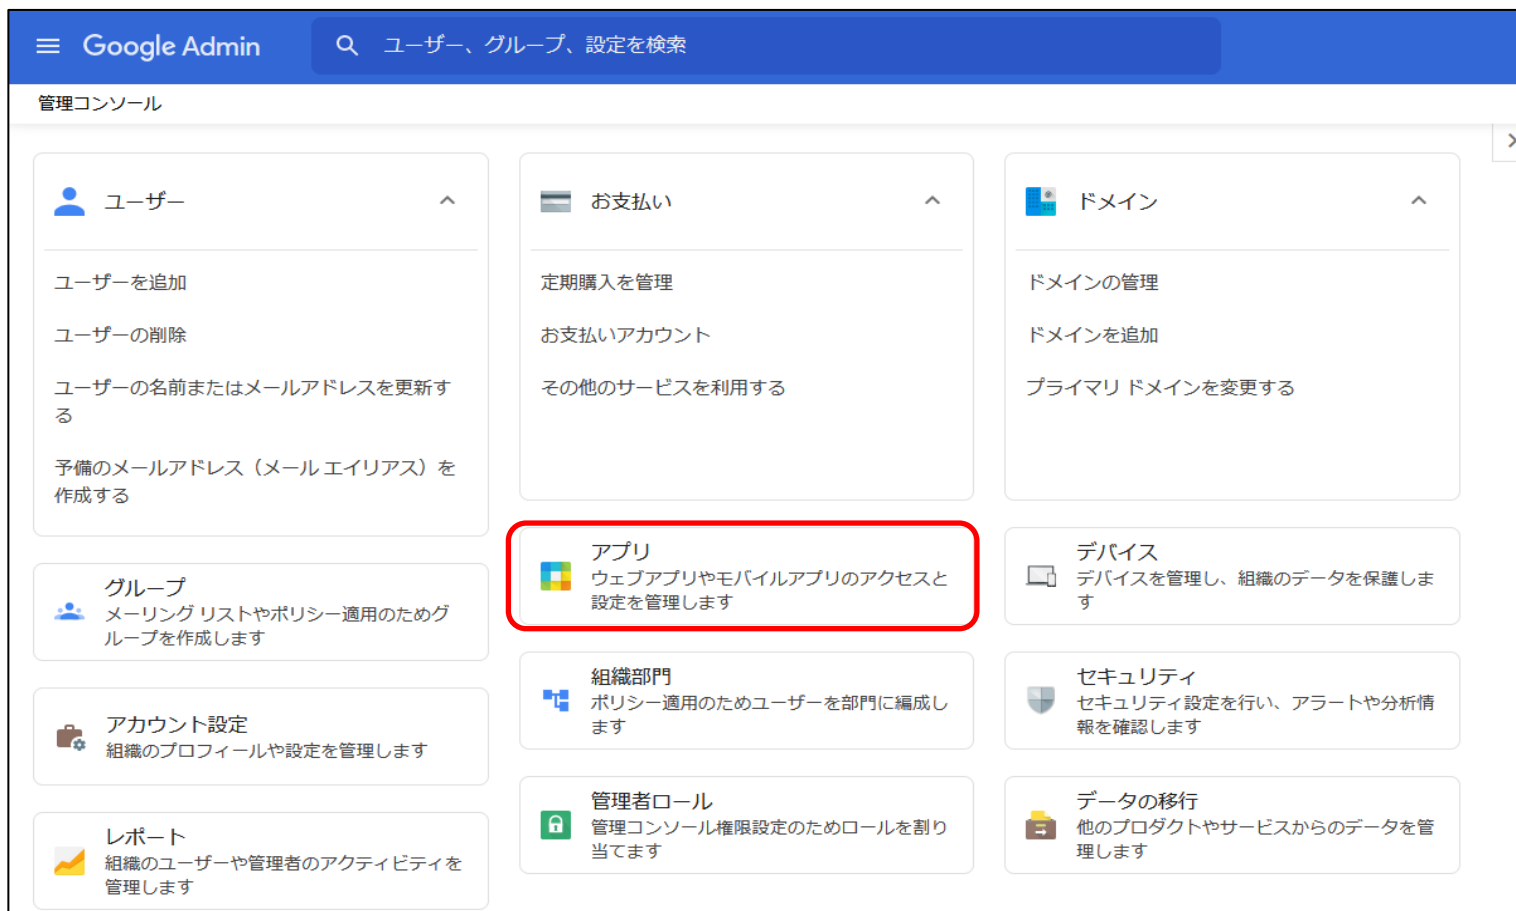 Google Admin
ユーザー、グループ、設定を検索
管理コンソール
ユーザー
ユーザーを追加
ユーザーの削除
ユーザーの名前またはメールアドレスを更新す
る
予備のメールアドレス（メール エイリアス）を
作成する
グループ
メーリング リストやポリシー適用のためグ
ループを作成します
アカウント設定
組織のプロフィールや設定を管理します
レポート
組織のユーザーや管理者のアクティビティを
管理します
お支払い
定期購入を管理
お支払いアカウント
その他のサービスを利用する
アプリ
ウェブアプリやモバイルアプリのアクセスと
設定を管理します
組織部門
ポリシー適用のためユーザーを部門に編成し
ます
管理者ロール
管理コンソール権限設定のためロールを割り
当てます
ドメイン
ドメインの管理
ドメインを追加
プライマリ ドメインを変更する
デバイス
デバイスを管理し、組織のデータを保護しま
す
セキュリティ
セキュリティ設定を行い、アラートや分析情
報を確認します
データの移行
他のプロダクトやサービスからのデータを管
理します